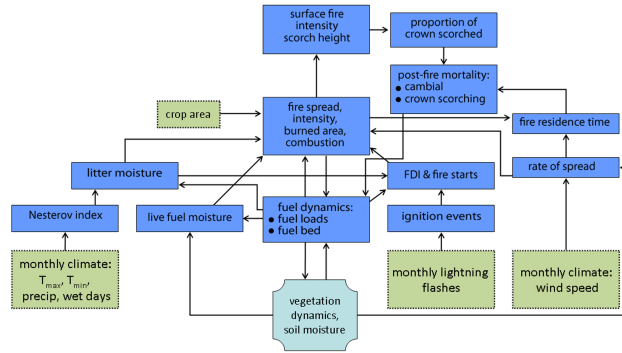 surface fire
intensity
scorch height
proportion of
crown scorched
post-fire mortality:
● cambial
● crown scorching
crop area
fire spread,
intensity,
burned area,
combustion
fire residence time
litter moisture
FDI & fire starts
rate of spread
Nesterov index
live fuel moisture
fuel dynamics:
● fuel loads
● fuel bed
ignition events
monthly climate:
Tmax, Tmin,
precip, wet days
monthly lightning
flashes
monthly climate:
wind speed
vegetation
dynamics,
soil moisture